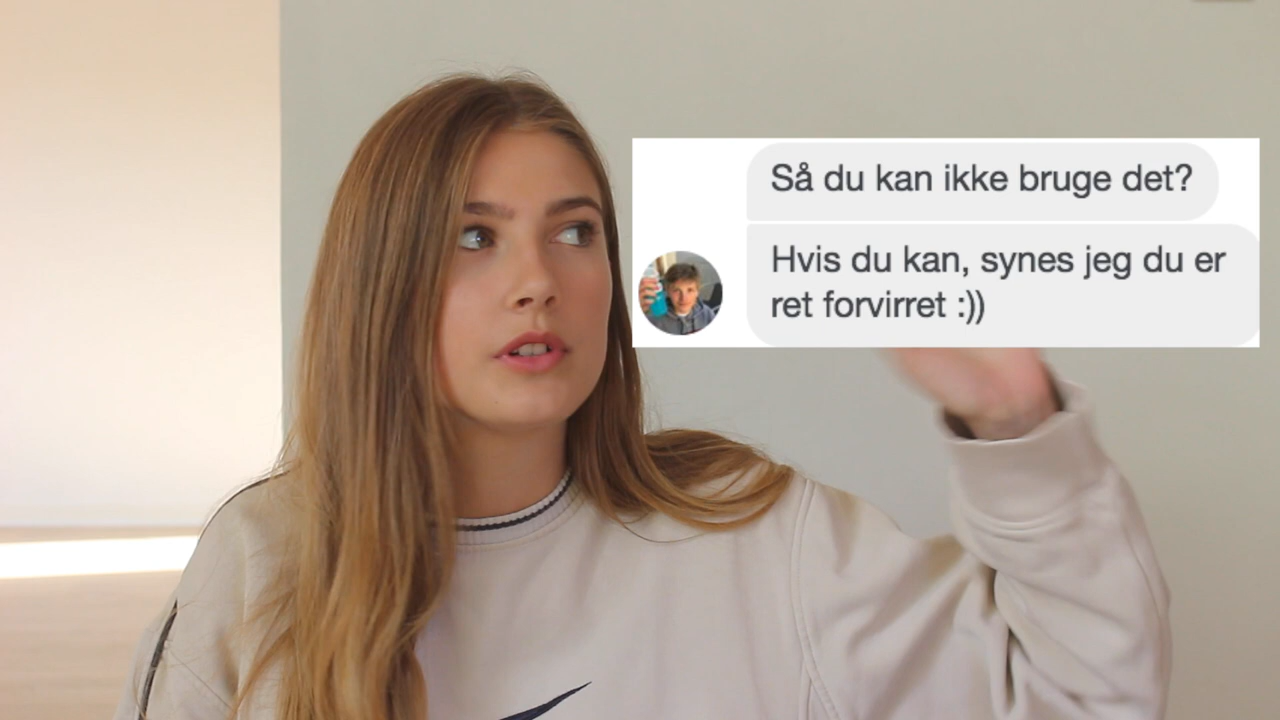 Så du kan ikke bruge det?
Hvis du kan, synes jeg du er
ret forvirret :))